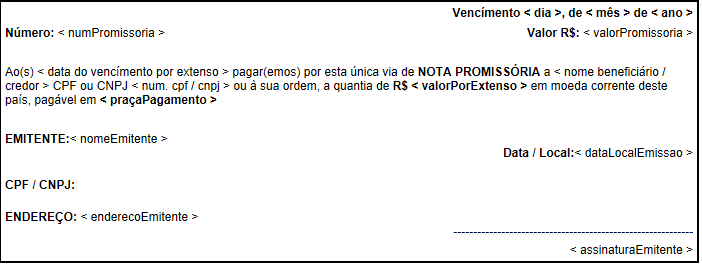 Vencímento < dia >, de < mês > de < ano >
Número: < numPromissoria > Valor R$: < valorPromissoria >
Ao(s) < data do vencímento por extenso > pagar(emos) por esta única via de NOTA PROMISSÓRIA a < nome beneficiário /
credor > CPF ou CNPJ < num. cpf / cnpj > ou à sua ordem, a quantia de R$ < valorPorExtenso > em moeda corrente deste
país, pagável em < praçaPagamento >
EMITENTE:< nomeEmitente >
Data / Local:< dataLocalEmissao >
CPF / CNPJ:
ENDEREÇO: < enderecoEmitente >
------------------------------------------------------------
< assinaturaEmitente >